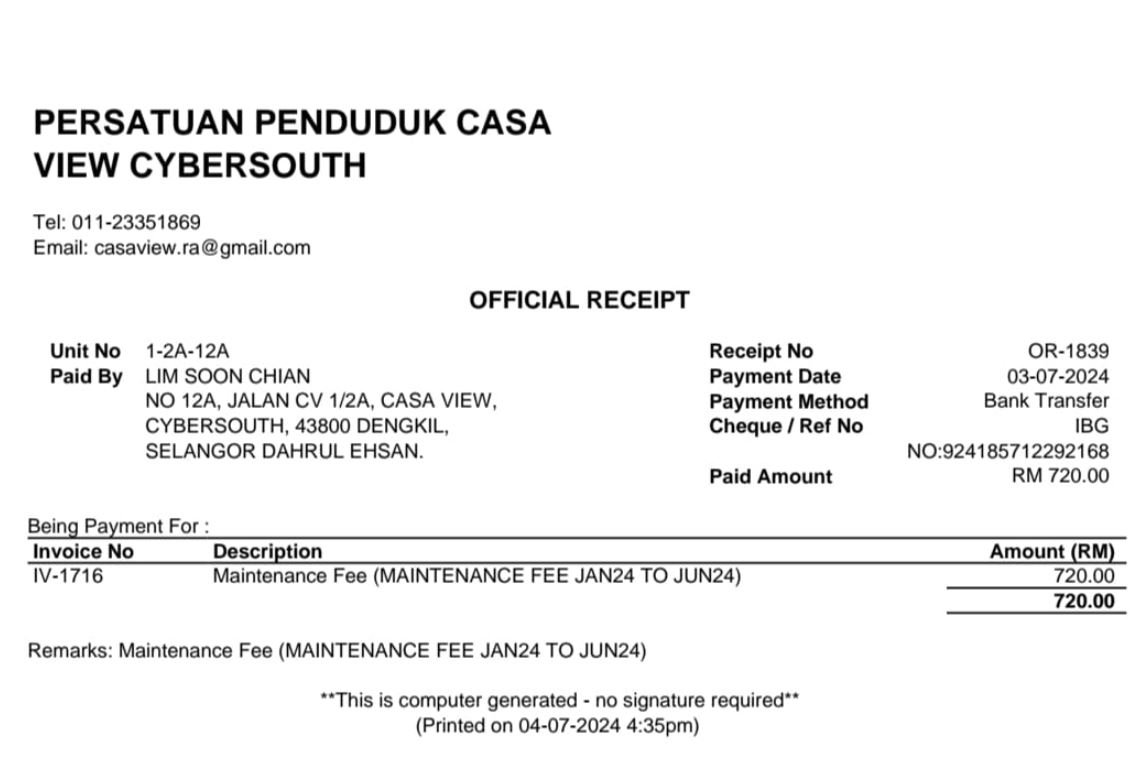 PERSATUAN PENDUDUK CASA
VIEW CYBERSOUTH
Tel: 011-23351869
Email: casaview.ra@gmail.com
OFFICIAL RECEIPT
Unit No 1-2A-12A
Paid By LIM SOON CHIAN
NO 12A, JALAN CV 1/2A, CASA VIEW,
CYBERSOUTH, 43800 DENGKIL,
SELANGOR DAHRUL EHSAN.
Receipt No OR-1839
Payment Date 03-07-2024
Payment Method Bank Transfer
Cheque / Ref No IBG
NO:924185712292168
Paid Amount RM 720.00
Being Payment For :
Invoice No Description Amount (RM)
IV-1716 Maintenance Fee (MAINTENANCE FEE JAN24 TO JUN24) 720.00
720.00
Remarks: Maintenance Fee (MAINTENANCE FEE JAN24 TO JUN24)
**This is computer generated - no signature required**
(Printed on 04-07-2024 4:35pm)